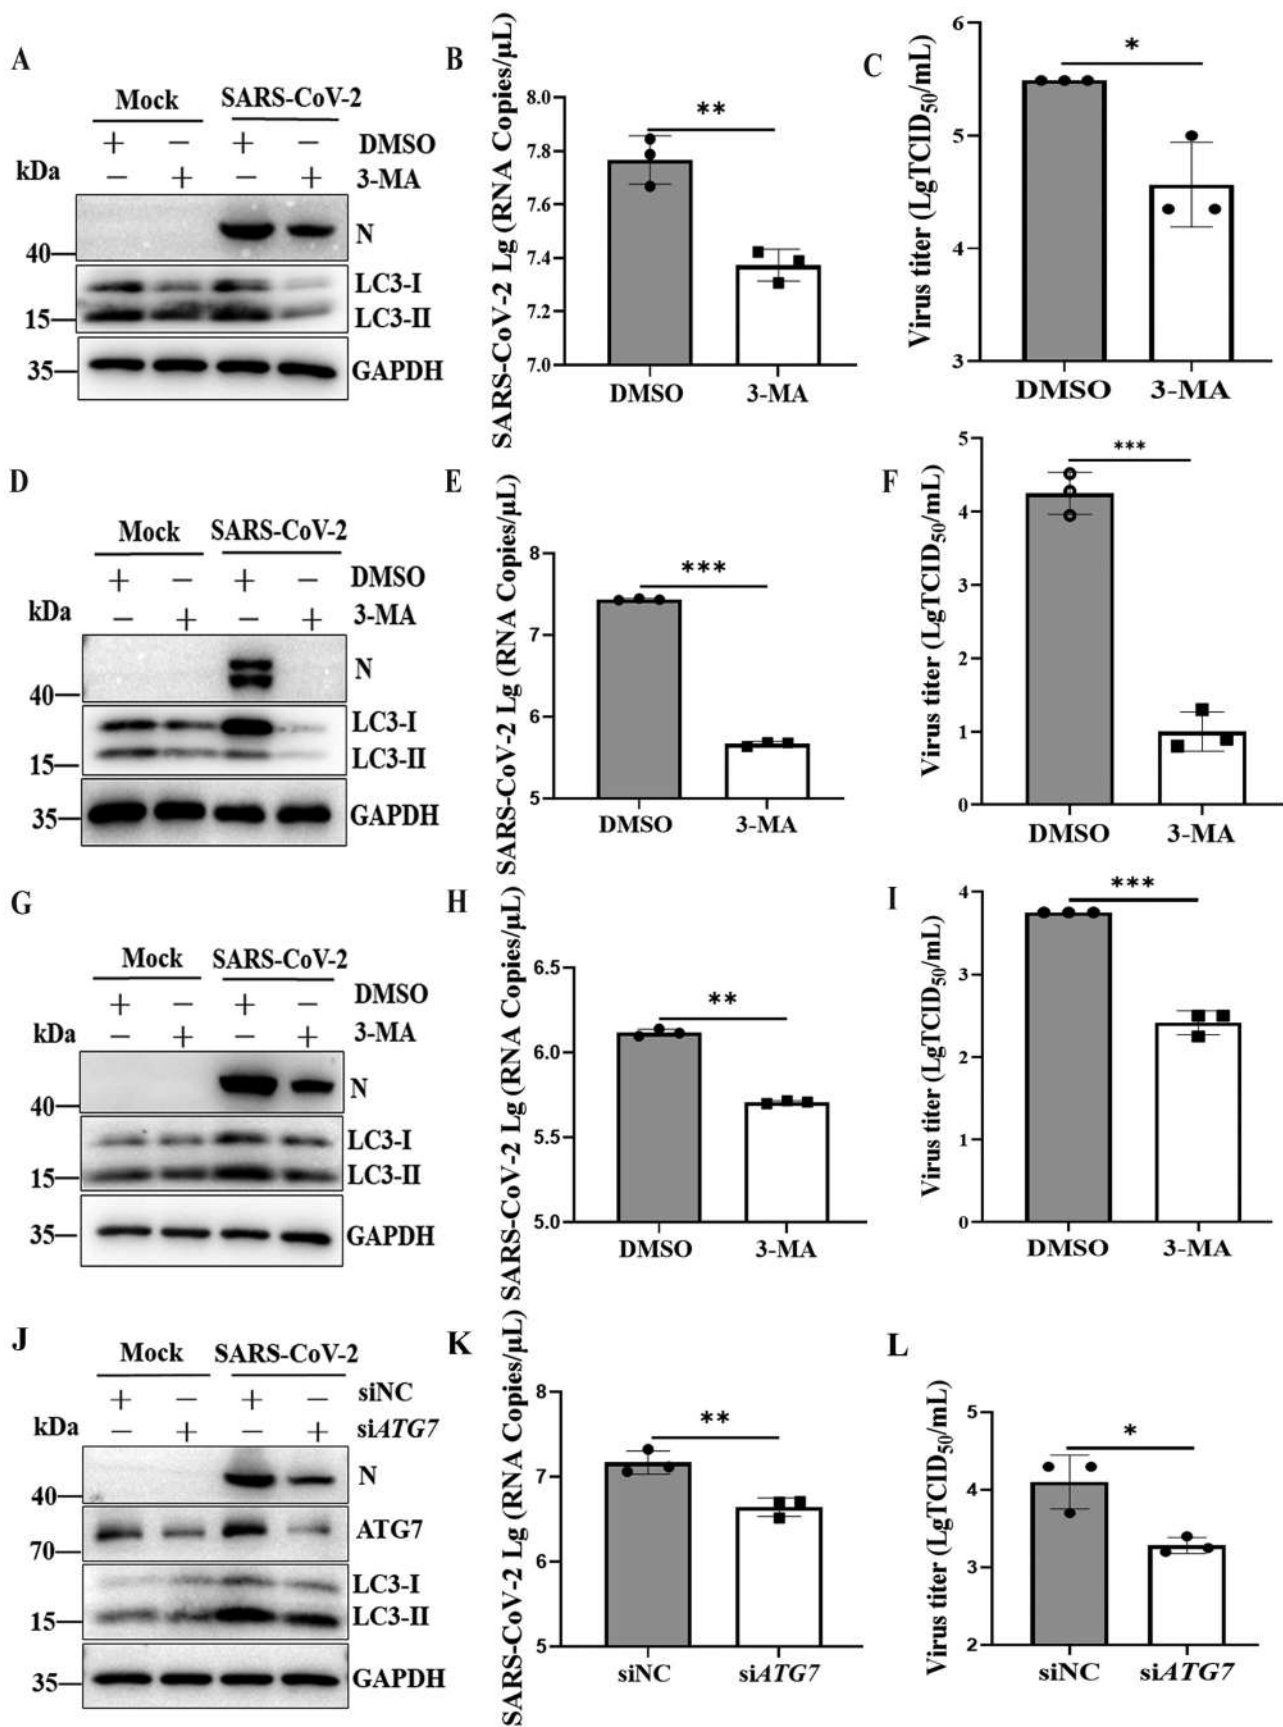 A
Mock SARS-CoV-2
+ − + − DMSO
kDa − + − + 3-MA
N
40
LC3-I
LC3-II
15
GAPDH
35
B
SARS-CoV-2 Lg (RNA Copies/μL)
8.0
7.8
7.6
7.4
7.2
7.0
**
DMSO 3-MA
C
Virus titer (LgTCID50/mL)
6
5
4
3
*
DMSO 3-MA
D
Mock SARS-CoV-2
+ − + − DMSO
kDa − + − + 3-MA
N
40
LC3-I
LC3-II
15
GAPDH
35
E
SARS-CoV-2 Lg (RNA Copies/μL)
8
7
6
5
***
DMSO 3-MA
F
Virus titer (LgTCID50/mL)
5
4
3
2
1
0
***
DMSO 3-MA
G
Mock SARS-CoV-2
+ − + − DMSO
kDa − + − + 3-MA
N
40
LC3-I
LC3-II
15
GAPDH
35
H
SARS-CoV-2 Lg (RNA Copies/μL)
6.5
6.0
5.5
5.0
**
DMSO 3-MA
I
Virus titer (LgTCID50/mL)
4
3
2
1
0
***
DMSO 3-MA
J
Mock SARS-CoV-2
+ − + − siNC
kDa − + − + siATG7
N
40
ATG7
70
LC3-I
LC3-II
15
GAPDH
35
K
SARS-CoV-2 Lg (RNA Copies/μL)
8
7
6
5
**
siNC siATG7
L
Virus titer (LgTCID50/mL)
5
4
3
2
*
siNC siATG7